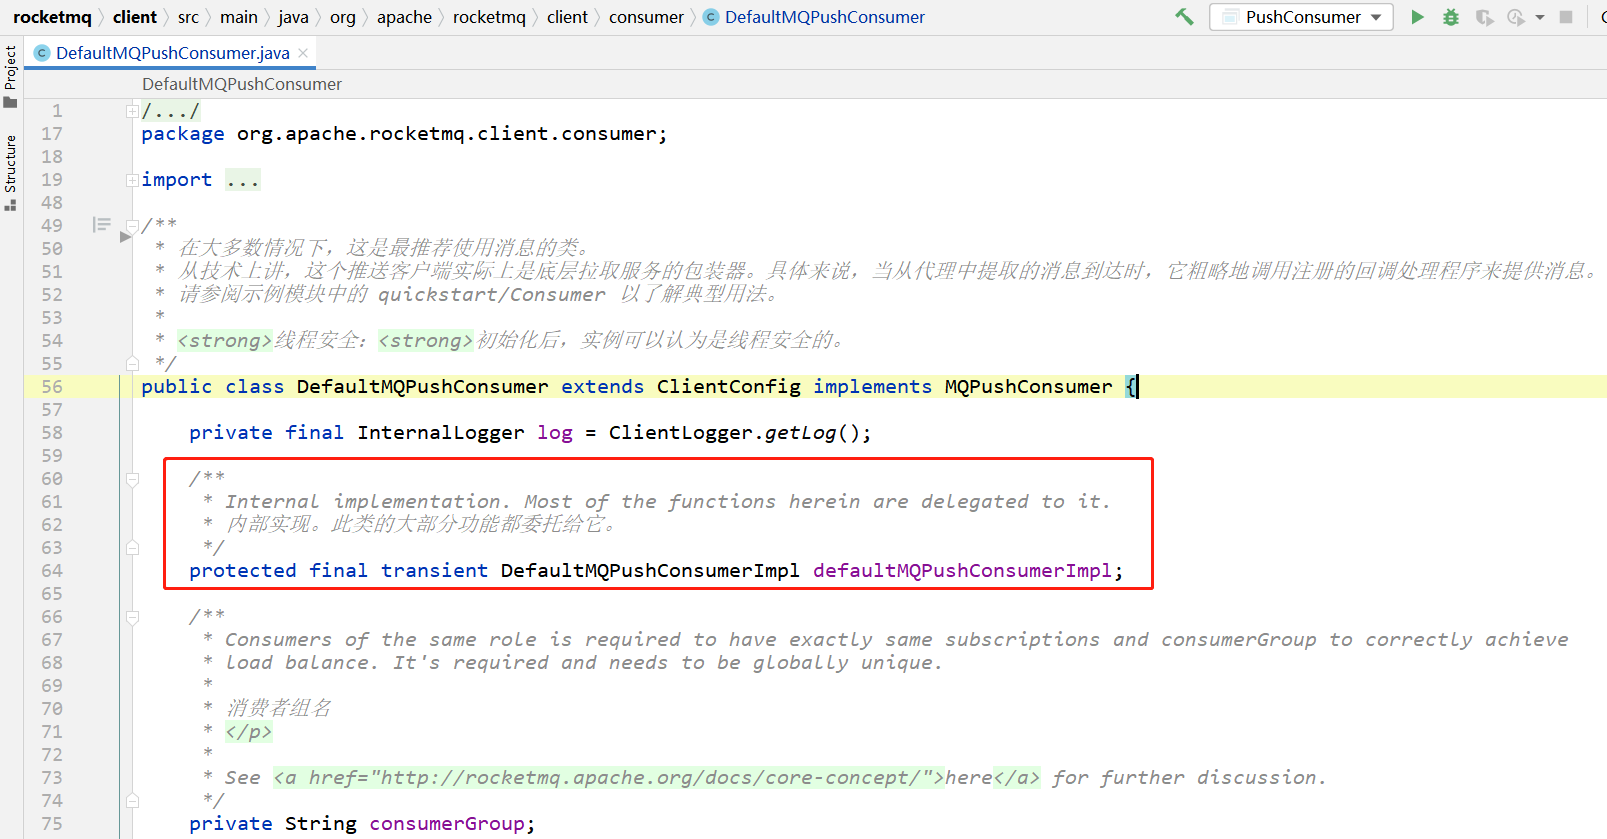 rocketmq client src main java org apache rocketmq client consumer DefaultMQPushConsumer PushConsumer
Project
Structure
DefaultMQPushConsumer.java
DefaultMQPushConsumer
1 /.../
17 package org.apache.rocketmq.client.consumer;
18
19 import ...
48
49 /**
50 * 在大多数情况下，这是最推荐使用消息的类。
51 * 从技术上讲，这个推送客户端实际上是底层拉取服务的包装器。具体来说，当从代理中提取的消息到达时，它粗略地调用注册的回调处理程序来提供消息。
52 * 请参阅示例模块中的 quickstart/Consumer 以了解典型用法。
53 *
54 * <strong>线程安全：<strong>初始化后，实例可以认为是线程安全的。
55 */
56 public class DefaultMQPushConsumer extends ClientConfig implements MQPushConsumer {
57
58 private final InternalLogger log = ClientLogger.getLog();
59
60 /**
61 * Internal implementation. Most of the functions herein are delegated to it.
62 * 内部实现。此类的大部分功能都委托给它。
63 */
64 protected final transient DefaultMQPushConsumerImpl defaultMQPushConsumerImpl;
65
66 /**
67 * Consumers of the same role is required to have exactly same subscriptions and consumerGroup to correctly achieve
68 * load balance. It's required and needs to be globally unique.
69 *
70 * 消费者组名
71 * </p>
72 *
73 * See <a href="http://rocketmq.apache.org/docs/core-concept/">here</a> for further discussion.
74 */
75 private String consumerGroup;